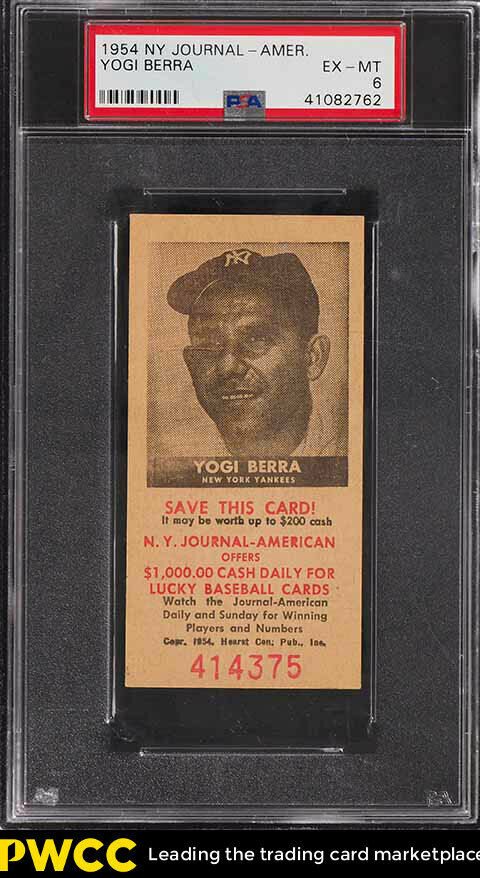 1954 NY JOURNAL-AMER.
YOGI BERRA EX-MT
6
PSA 41082762
NY
YOGI BERRA
NEW YORK YANKEES
SAVE THIS CARD!
It may be worth up to $200 cash
N. Y. JOURNAL-AMERICAN
OFFERS
$1,000.00 CASH DAILY FOR
LUCKY BASEBALL CARDS
Watch the Journal-American
Daily and Sunday for Winning
Players and Numbers
Copr. 1954, Hearst Con; Pub., Inc.
414375
PWCC Leading the trading card marketplace